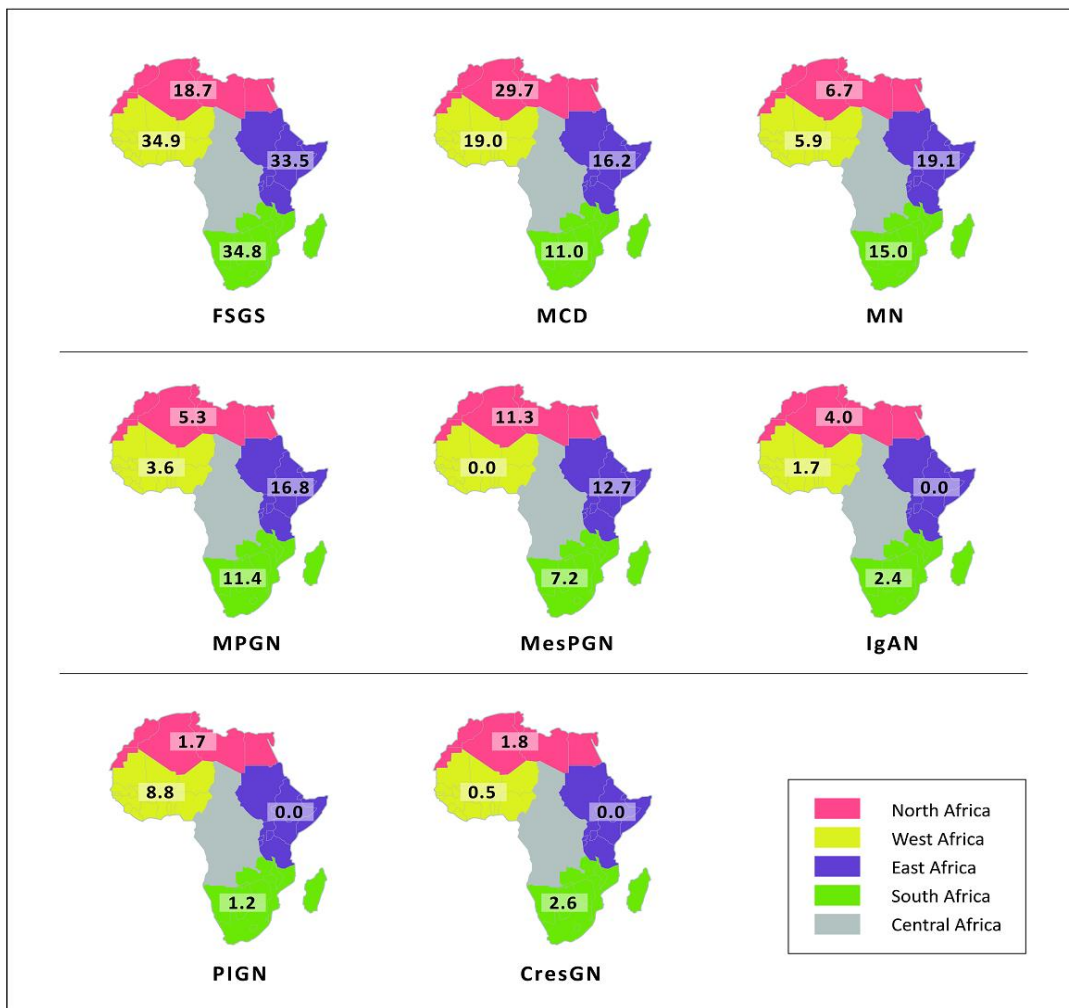 18.7
34.9
33.5
34.8
FSGS
29.7
19.0
16.2
11.0
MCD
6.7
5.9
19.1
15.0
MN
5.3
3.6
16.8
11.4
MPGN
11.3
0.0
12.7
7.2
MesPGN
4.0
1.7
0.0
2.4
IgAN
1.7
8.8
0.0
1.2
PIGN
1.8
0.5
0.0
2.6
CresGN
North Africa
West Africa
East Africa
South Africa
Central Africa